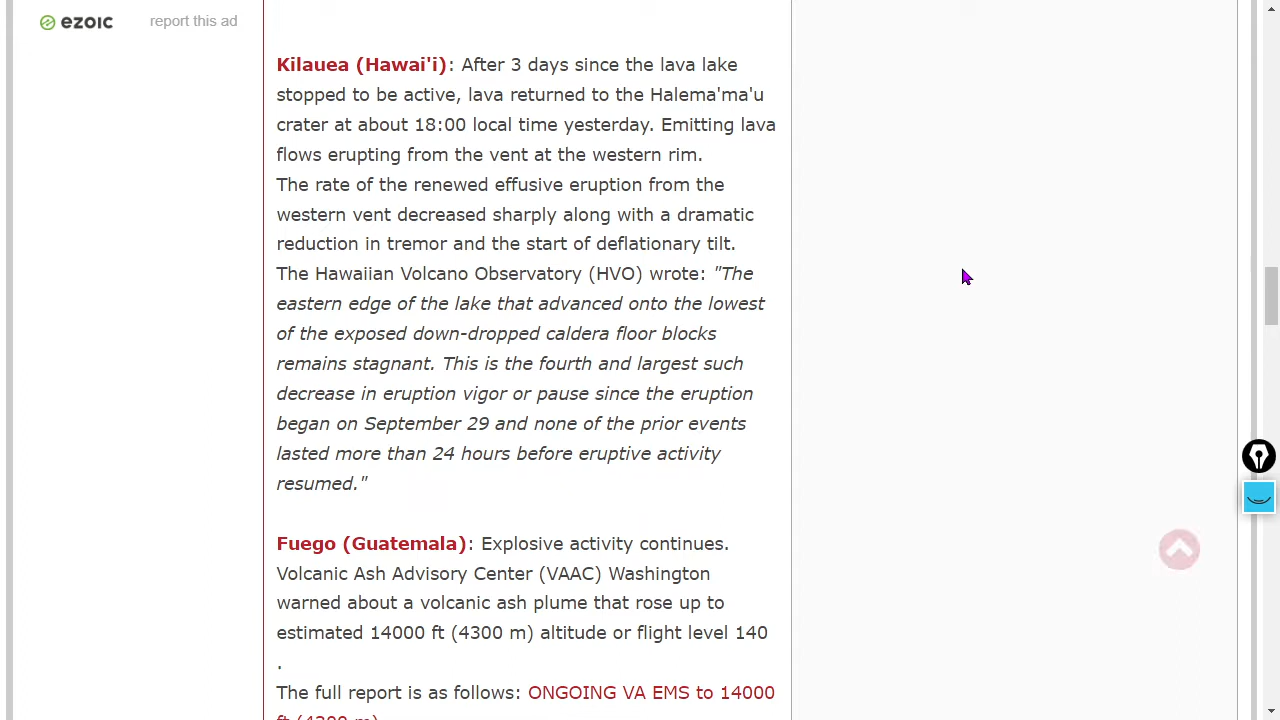 ezoic
report this ad
Kilauea (Hawai'i): After 3 days since the lava lake
stopped to be active, lava returned to the Halema'ma'u
crater at about 18:00 local time yesterday. Emitting lava
flows erupting from the vent at the western rim.
The rate of the renewed effusive eruption from the
western vent decreased sharply along with a dramatic
reduction in tremor and the start of deflationary tilt.
The Hawaiian Volcano Observatory (HVO) wrote: "The
eastern edge of the lake that advanced onto the lowest
of the exposed down-dropped caldera floor blocks
remains stagnant. This is the fourth and largest such
decrease in eruption vigor or pause since the eruption
began on September 29 and none of the prior events
lasted more than 24 hours before eruptive activity
resumed."
Fuego (Guatemala): Explosive activity continues.
Volcanic Ash Advisory Center (VAAC) Washington
warned about a volcanic ash plume that rose up to
estimated 14000 ft (4300 m) altitude or flight level 140
.
The full report is as follows: ONGOING VA EMS to 14000
ft (4300 m)